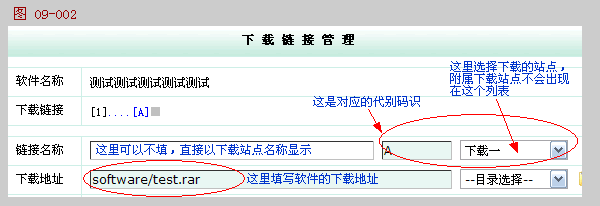 图 09-002
下 载 链 接 管 理
这里选择下载的站点,
附属下载站点不会出现
在这个列表
软件名称 测试测试测试测试测试
下载链接 [1]....[A]
这是对应的代别码识
链接名称 这里可以不填,直接以下载站点名称显示 A 下载一
下载地址 software/test.rar 这里填写软件的下载地址 --目录选择--